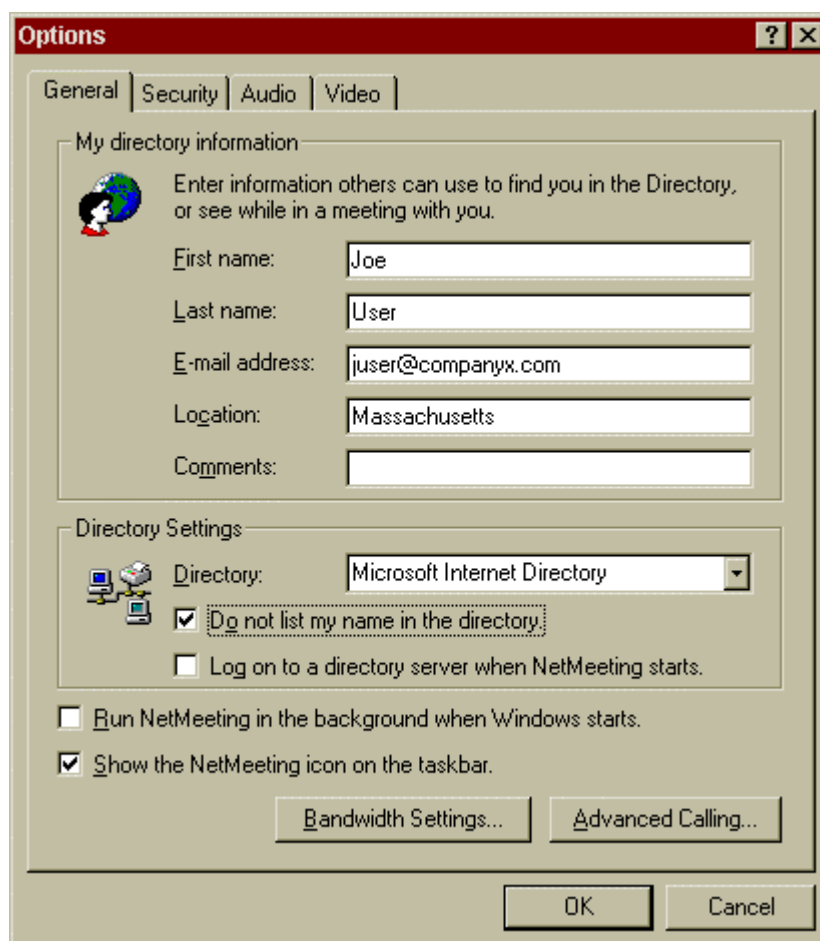 Options
General Security Audio Video
My directory information
Enter information others can use to find you in the Directory,
or see while in a meeting with you.
First name: Joe
Last name: User
E-mail address: juser@companyx.com
Location: Massachusetts
Comments:
Directory Settings
Directory: Microsoft Internet Directory
Do not list my name in the directory.
Log on to a directory server when NetMeeting starts.
Run NetMeeting in the background when Windows starts.
Show the NetMeeting icon on the taskbar.
Bandwidth Settings... Advanced Calling...
OK Cancel